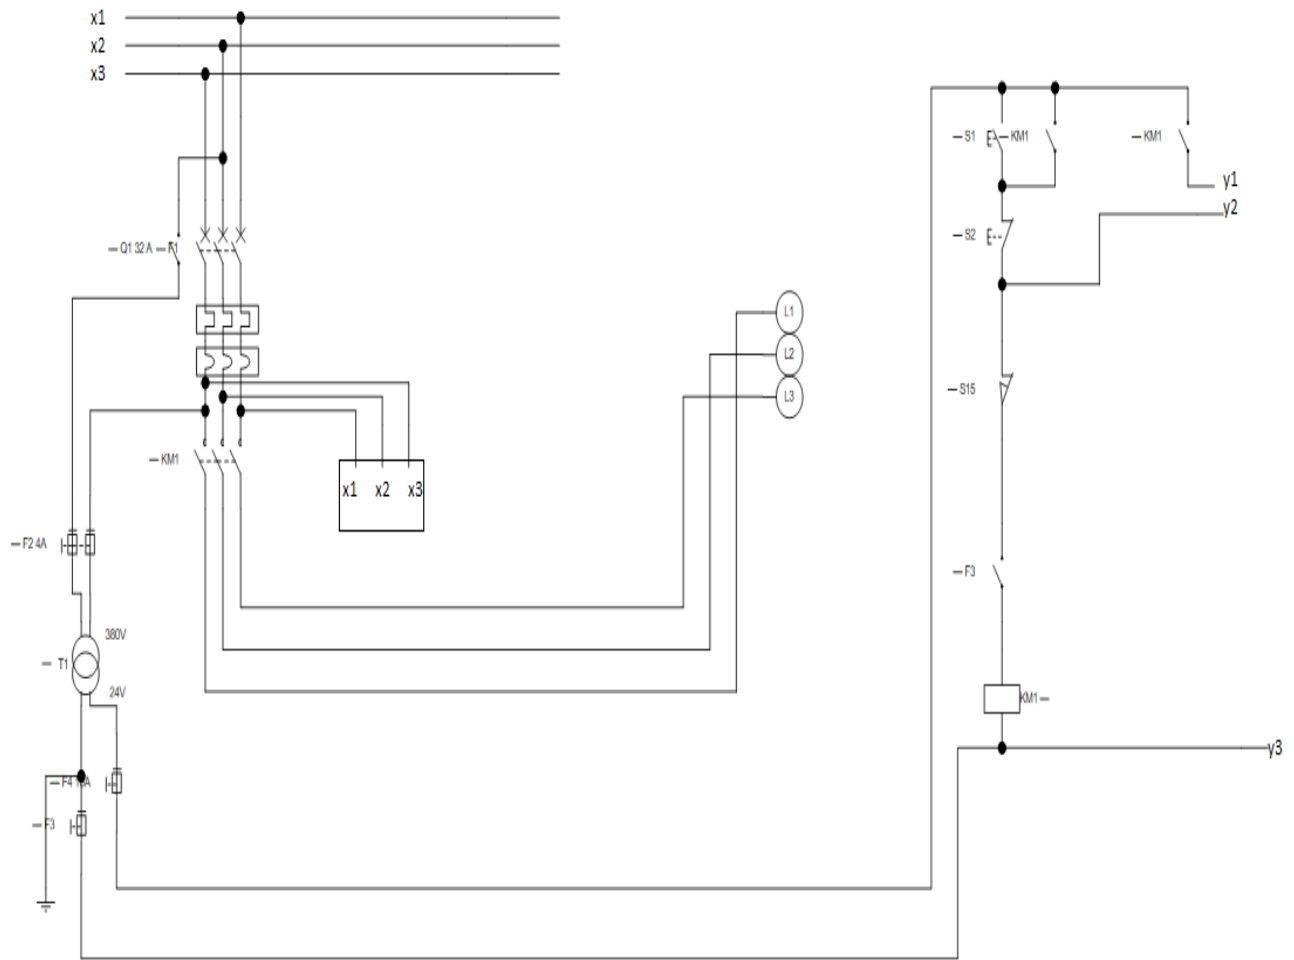 x1
x2
x3
— S1
— KM1
— KM1
y1
y2
— S2
— Q1 32 A
— F1
L1
L2
L3
— S15
— KM1
x1 x2 x3
— F2 4A
— F3
380V
— T1
24V
KM1 —
y3
— F4
— F3